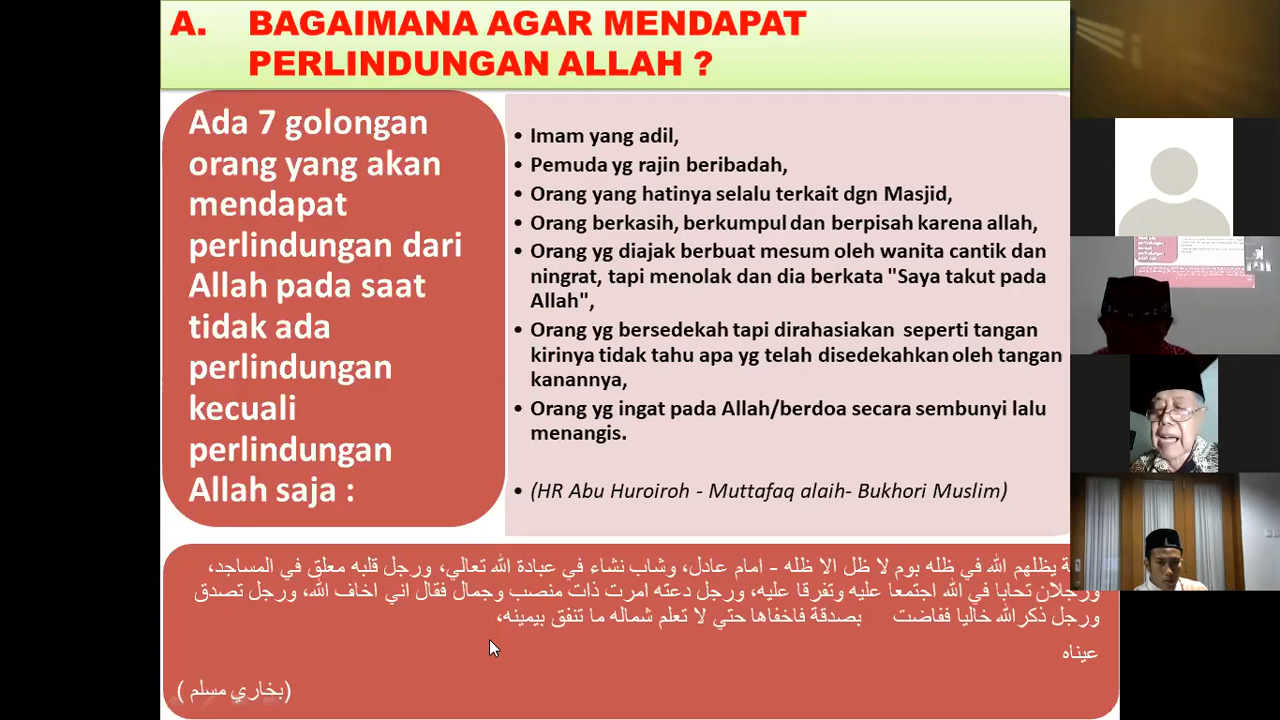 A. BAGAIMANA AGAR MENDAPAT
PERLINDUNGAN ALLAH ?
Ada 7 golongan
orang yang akan
mendapat
perlindungan dari
Allah pada saat
tidak ada
perlindungan
kecuali
perlindungan
Allah saja :
• Imam yang adil,
• Pemuda yg rajin beribadah,
• Orang yang hatinya selalu terkait dgn Masjid,
• Orang berkasih, berkumpul dan berpisah karena allah,
• Orang yg diajak berbuat mesum oleh wanita cantik dan
ningrat, tapi menolak dan dia berkata "Saya takut pada
Allah",
• Orang yg bersedekah tapi dirahasiakan seperti tangan
kirinya tidak tahu apa yg telah disedekahkan oleh tangan
kanannya,
• Orang yg ingat pada Allah/berdoa secara sembunyi lalu
menangis.
• (HR Abu Huroiroh - Muttafaq alaih- Bukhori Muslim)
يظلهم الله في ظله بوم لا ظل الا ظله - امام عادل، وشاب نشاء في عبادة الله تعالي، ورجل قلبه معلق في المساجد،
ورجلان تحابا في الله اجتمعا عليه وتفرقا عليه، ورجل دعته امرت ذات منصب وجمال فقال اني اخاف الله، ورجل تصدق
ورجل ذكرالله خاليا ففاضت بصدقة فاخفاها حتي لا تعلم شماله ما تنفق بيمينه،
عيناه
(بخاري مسلم )